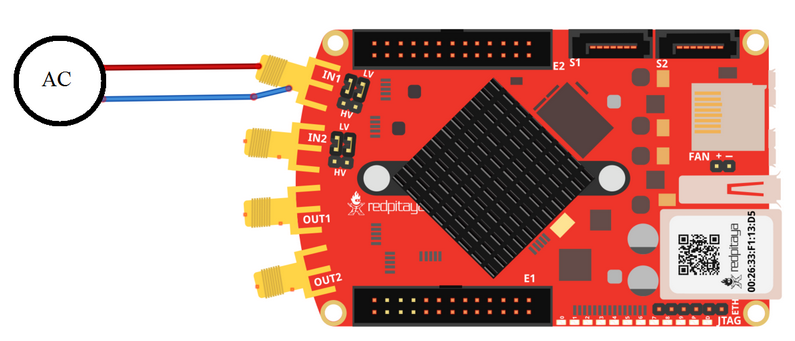 AC
IN1
LV
HV
IN2
LV
HV
OUT1
OUT2
E2
S1
S2
FAN + −
redpitaya
redpitaya
00:26:33:F1:13:D5
E1
ETH
JTAG